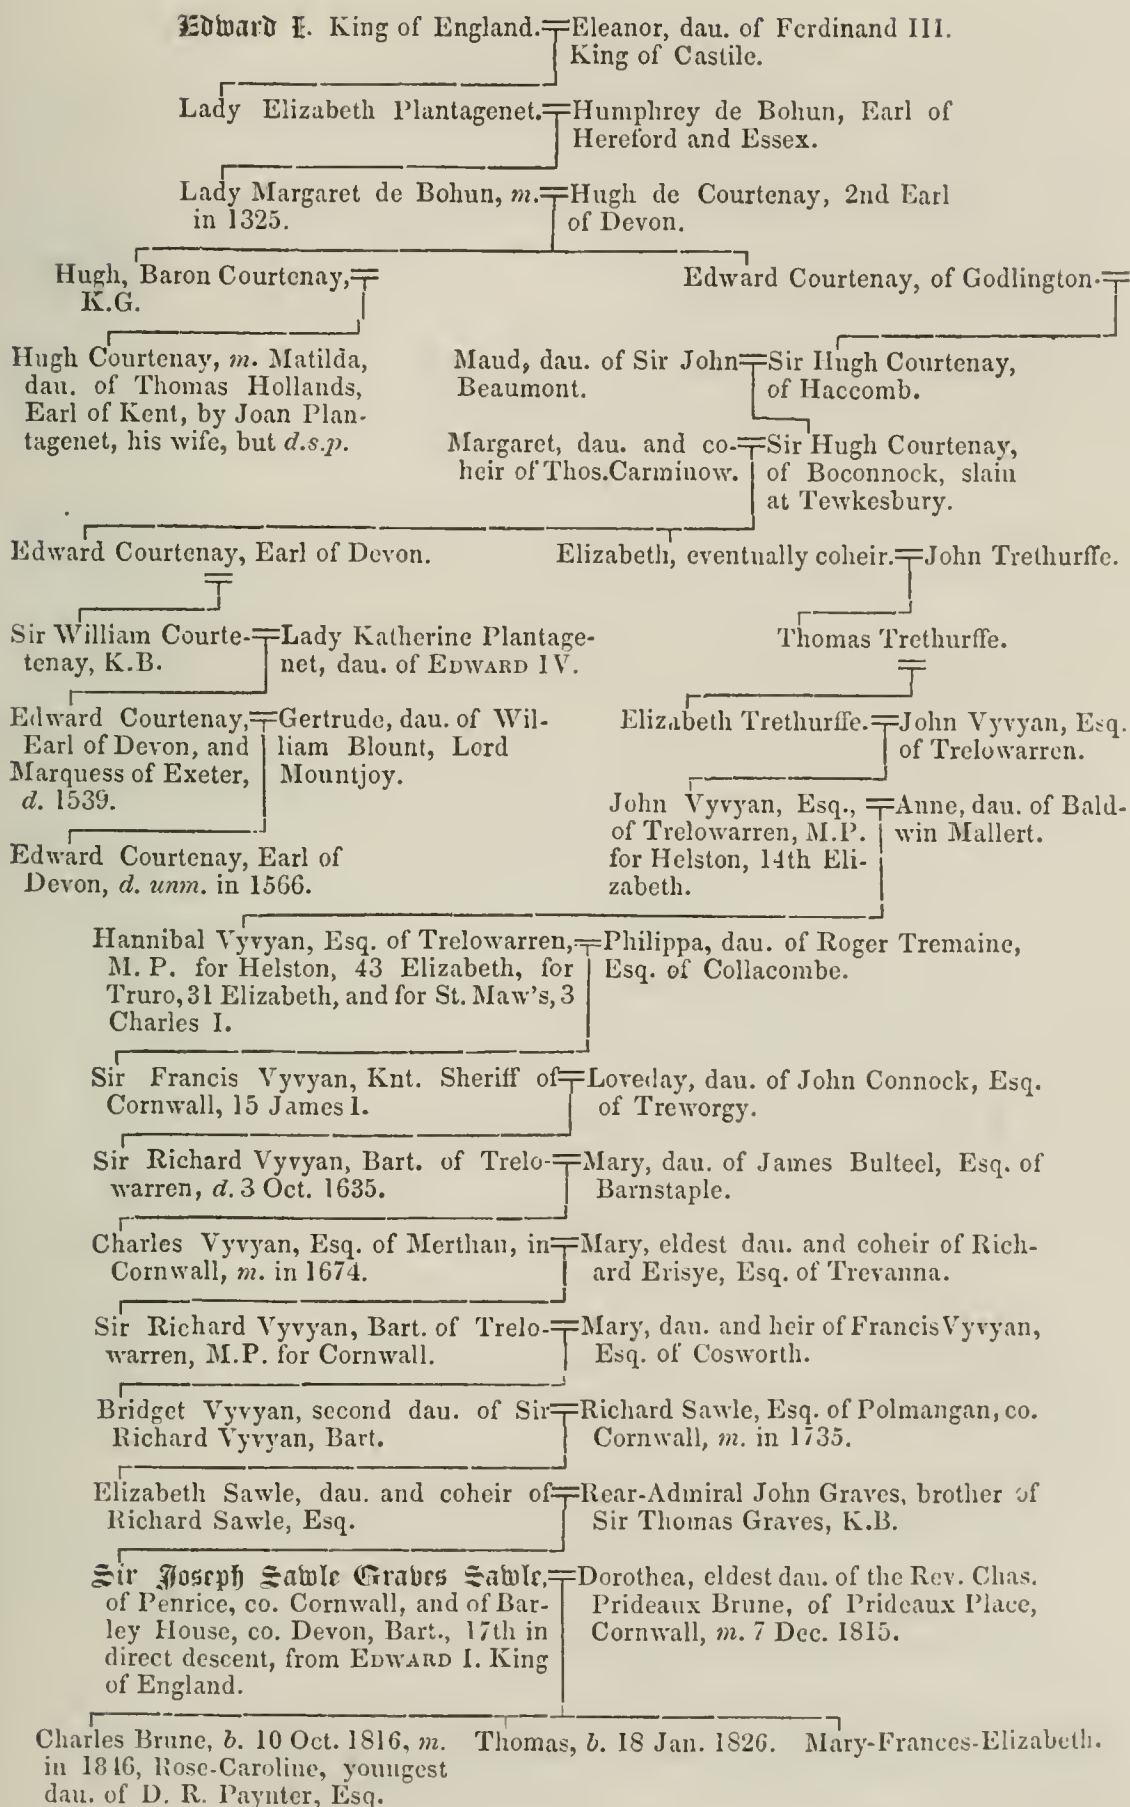 Edward I. King of England.=Eleanor, dau. of Ferdinand III.
King of Castile.
Lady Elizabeth Plantagenet.=Humphrey de Bohun, Earl of
Hereford and Essex.
Lady Margaret de Bohun, m.=Hugh de Courtenay, 2nd Earl
in 1325. of Devon.
Hugh, Baron Courtenay,= Edward Courtenay, of Godlington.=
K.G.
Hugh Courtenay, m. Matilda, Maud, dau. of Sir John=Sir Hugh Courtenay,
dau. of Thomas Hollands, Beaumont. of Haccomb.
Earl of Kent, by Joan Plan-
tagenet, his wife, but d.s.p. Margaret, dau. and co-=Sir Hugh Courtenay,
heir of Thos. Carminow. of Boconnock, slain
at Tewkesbury.
Edward Courtenay, Earl of Devon. Elizabeth, eventually coheir.=John Trethurffe.
Sir William Courte-=Lady Katherine Plantage- Thomas Trethurffe.
tenay, K.B. net, dau. of EDWARD IV.
Edward Courtenay,=Gertrude, dau. of Wil- Elizabeth Trethurffe.=John Vyvyan, Esq.
Earl of Devon, and liam Blount, Lord of Trelowarren.
Marquess of Exeter, Mountjoy.
d. 1539. John Vyvyan, Esq.,=Anne, dau. of Bald-
of Trelowarren, M.P. win Mallert.
Edward Courtenay, Earl of for Helston, 14th Eli-
Devon, d. unm. in 1566. zabeth.
Hannibal Vyvyan, Esq. of Trelowarren,=Philippa, dau. of Roger Tremaine,
M. P. for Helston, 43 Elizabeth, for Esq. of Collacombe.
Truro, 31 Elizabeth, and for St. Maw's, 3
Charles I.
Sir Francis Vyvyan, Knt. Sheriff of=Loveday, dau. of John Connock, Esq.
Cornwall, 15 James I. of Treworgy.
Sir Richard Vyvyan, Bart. of Trelo-=Mary, dau. of James Bulteel, Esq. of
warren, d. 3 Oct. 1635. Barnstaple.
Charles Vyvyan, Esq. of Merthan, in=Mary, eldest dau. and coheir of Rich-
Cornwall, m. in 1674. ard Erisye, Esq. of Trevanna.
Sir Richard Vyvyan, Bart. of Trelo-=Mary, dau. and heir of Francis Vyvyan,
warren, M.P. for Cornwall. Esq. of Cosworth.
Bridget Vyvyan, second dau. of Sir=Richard Sawle, Esq. of Polmangan, co.
Richard Vyvyan, Bart. Cornwall, m. in 1735.
Elizabeth Sawle, dau. and coheir of=Rear-Admiral John Graves, brother of
Richard Sawle, Esq. Sir Thomas Graves, K.B.
Sir Joseph Sawle Graves Sawle,=Dorothea, eldest dau. of the Rev. Chas.
of Penrice, co. Cornwall, and of Bar- Prideaux Brune, of Prideaux Place,
ley House, co. Devon, Bart., 17th in Cornwall, m. 7 Dec. 1815.
direct descent, from EDWARD I. King
of England.
Charles Brune, b. 10 Oct. 1816, m. Thomas, b. 18 Jan. 1826. Mary-Frances-Elizabeth.
in 1846, Rose-Caroline, youngest
dau. of D. R. Paynter, Esq.